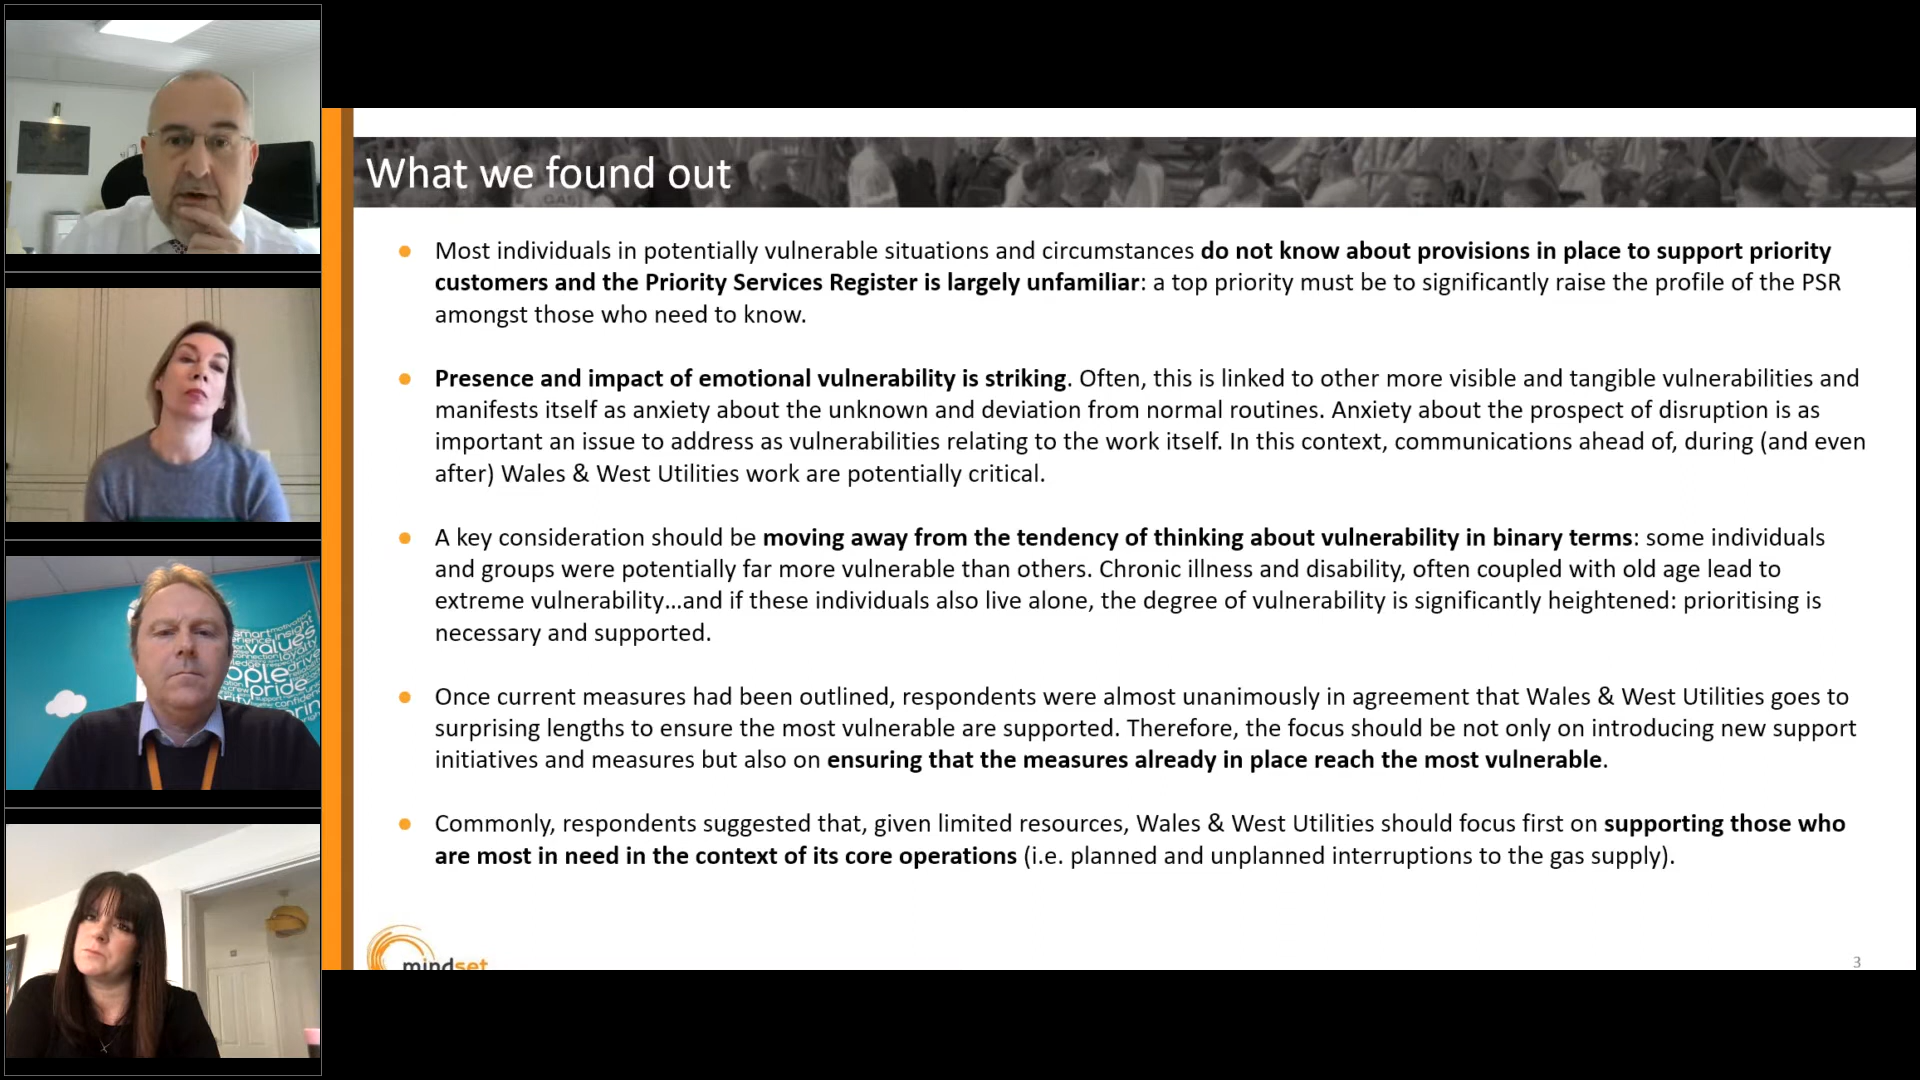 What we found out
GAS
Most individuals in potentially vulnerable situations and circumstances do not know about provisions in place to support priority
customers and the Priority Services Register is largely unfamiliar: a top priority must be to significantly raise the profile of the PSR
amongst those who need to know.
Presence and impact of emotional vulnerability is striking. Often, this is linked to other more visible and tangible vulnerabilities and
manifests itself as anxiety about the unknown and deviation from normal routines. Anxiety about the prospect of disruption is as
important an issue to address as vulnerabilities relating to the work itself. In this context, communications ahead of, during (and even
after) Wales & West Utilities work are potentially critical.
A key consideration should be moving away from the tendency of thinking about vulnerability in binary terms: some individuals
and groups were potentially far more vulnerable than others. Chronic illness and disability, often coupled with old age lead to
extreme vulnerability…and if these individuals also live alone, the degree of vulnerability is significantly heightened: prioritising is
necessary and supported.
Once current measures had been outlined, respondents were almost unanimously in agreement that Wales & West Utilities goes to
surprising lengths to ensure the most vulnerable are supported. Therefore, the focus should be not only on introducing new support
initiatives and measures but also on ensuring that the measures already in place reach the most vulnerable.
Commonly, respondents suggested that, given limited resources, Wales & West Utilities should focus first on supporting those who
are most in need in the context of its core operations (i.e. planned and unplanned interruptions to the gas supply).
mindset
3
smart
insight
values
loyalty
drive
pride